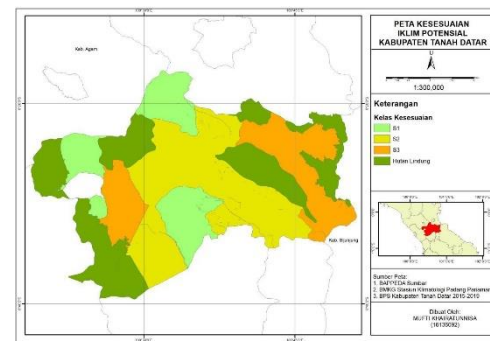 PETA KESESUAIAN
IKLIM POTENSIAL
KABUPATEN TANAH DATAR
1:300,000
Keterangan
Kelas Kesesuaian
S1
S2
S3
Hutan Lindung
Kab. Agam
Kab. Sijunjung
Sumber Peta:
1. BAPPEDA Sumbar
2. BMKG Stasiun Klimatologi Padang Pariaman
3. BPS Kabupaten Tanah Datar 2015-2019
Dibuat Oleh:
MUFTI KHAIRATUNNISA
(16136092)